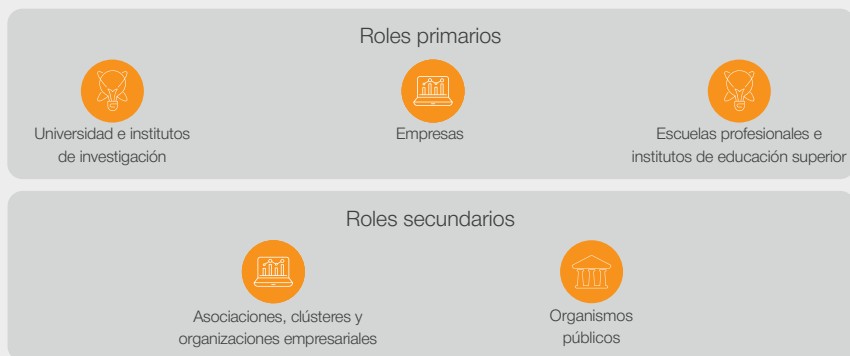 Roles primarios
Universidad e institutos
de investigación
Empresas
Escuelas profesionales e
institutos de educación superior
Roles secundarios
Asociaciones, clústeres y
organizaciones empresariales
Organismos
públicos